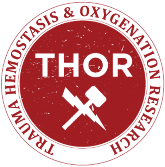 TRAUMA HEMOSTASIS & OXYGENATION RESEARCH
THOR